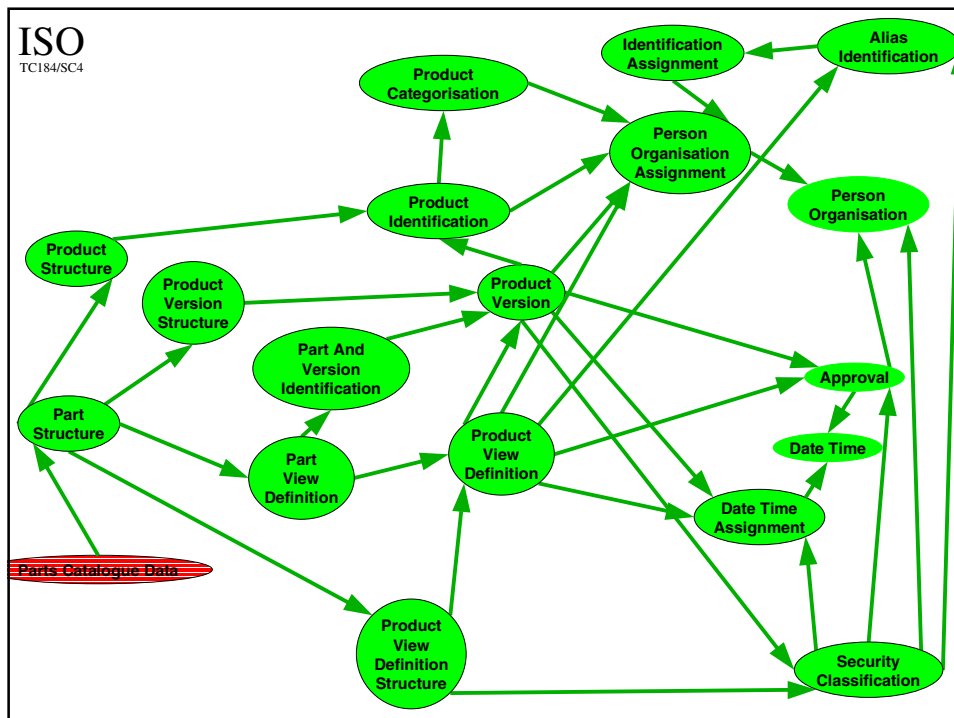 ISO
TC184/SC4
Identification
Assignment
Alias
Identification
Product
Categorisation
Person
Organisation
Assignment
Product
Identification
Person
Organisation
Product
Structure
Product
Version
Structure
Product
Version
Part And
Version
Identification
Approval
Part
Structure
Product
View
Definition
Date Time
Part
View
Definition
Date Time
Assignment
Parts Catalogue Data
Product
View
Definition
Structure
Security
Classification